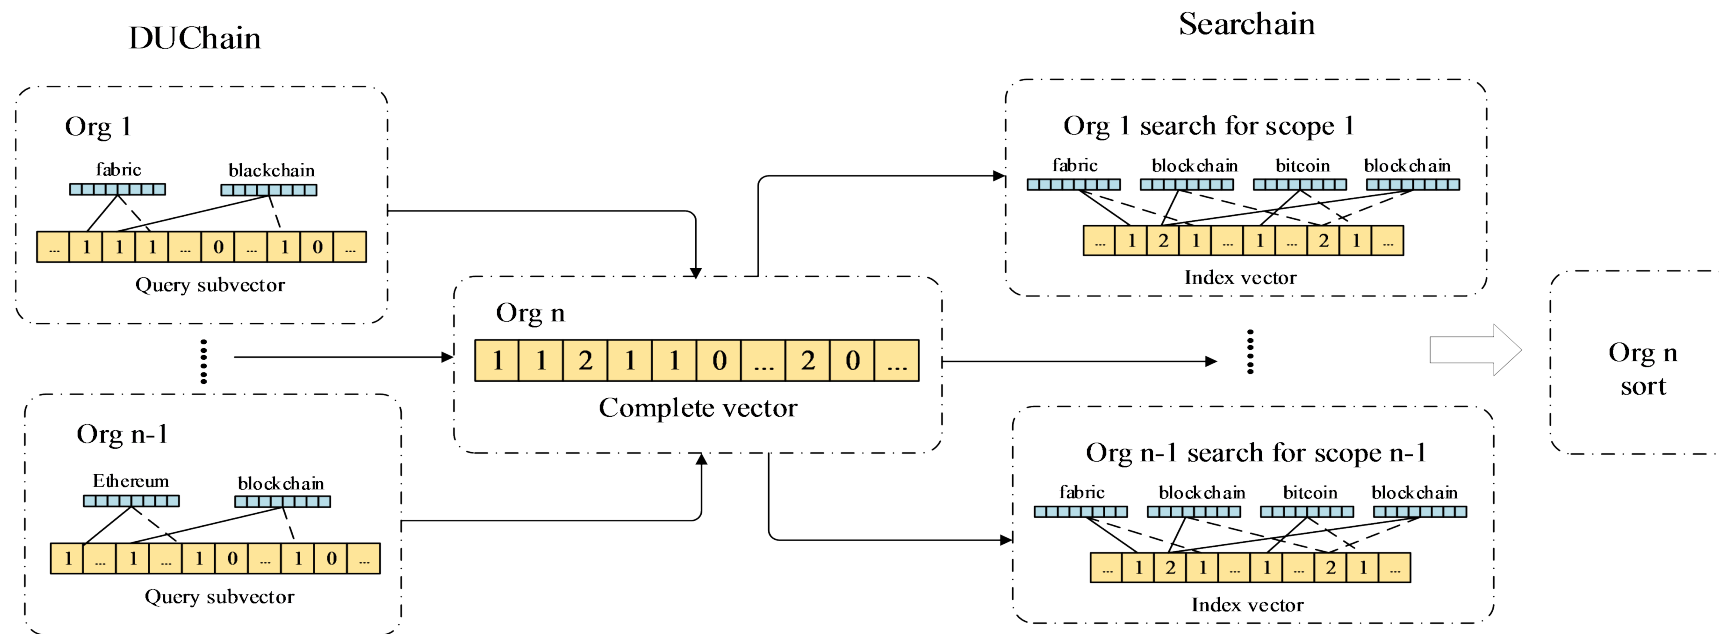 DUChain
Searchain
Org 1
fabric blackchain
... 1 1 1 ... 0 ... 1 0 ...
Query subvector
Org n-1
Ethereum blockchain
1 ... 1 ... 1 0 ... 1 0 ...
Query subvector
Org n
1 1 2 1 1 0 ... 2 0 ...
Complete vector
Org 1 search for scope 1
fabric blockchain bitcoin blockchain
... 1 2 1 ... 1 ... 2 1 ...
Index vector
Org n-1 search for scope n-1
fabric blockchain bitcoin blockchain
... 1 2 1 ... 1 ... 2 1 ...
Index vector
Org n
sort